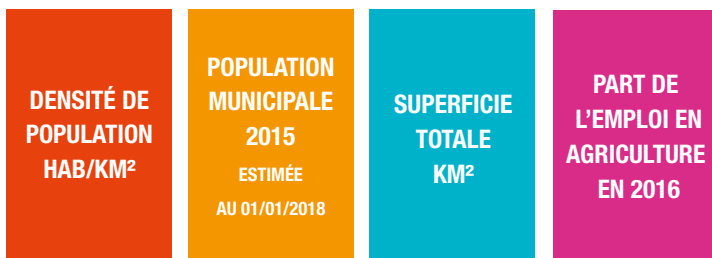 DENSITÉ DE
POPULATION
HAB/KM²
POPULATION
MUNICIPALE
2015
ESTIMÉE
AU 01/01/2018
SUPERFICIE
TOTALE
KM²
PART DE
L’EMPLOI EN
AGRICULTURE
EN 2016